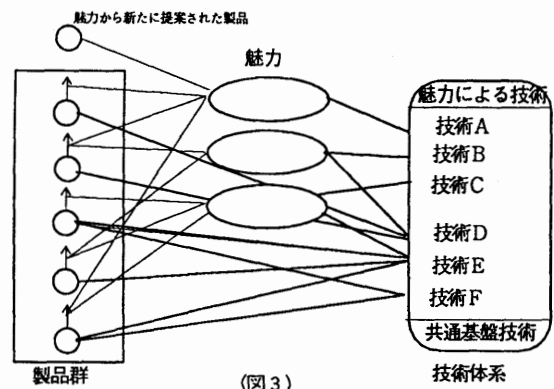 魅力から新たに提案された製品
魅力
魅力による技術
技術A
技術B
技術C
技術D
技術E
技術F
共通基盤技術
製品群
技術体系
(図3)